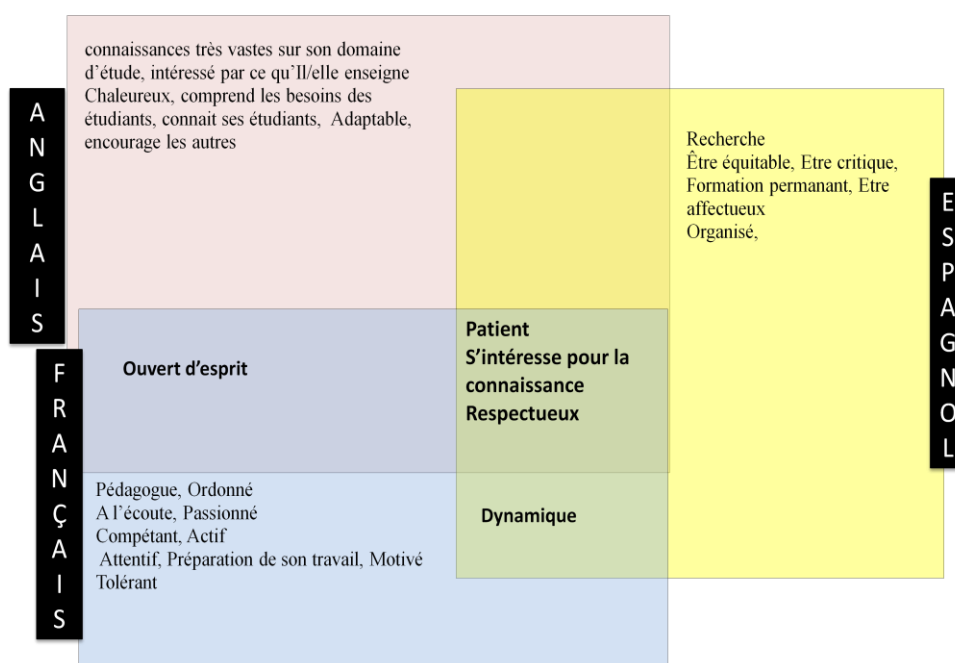 connaissances très vastes sur son domaine
d'étude, intéressé par ce qu'Il/elle enseigne
Chaleureux, comprend les besoins des
étudiants, connait ses étudiants, Adaptable,
encourage les autres
ANGLAIS
Recherche
Être équitable, Etre critique,
Formation permanant, Etre
affectueux
Organisé,
ESPAGNOL
Ouvert d'esprit
Patient
S'intéresse pour la
connaissance
Respectueux
FRANÇAIS
Pédagogue, Ordonné
A l'écoute, Passionné
Compétant, Actif
Attentif, Préparation de son travail, Motivé
Tolérant
Dynamique